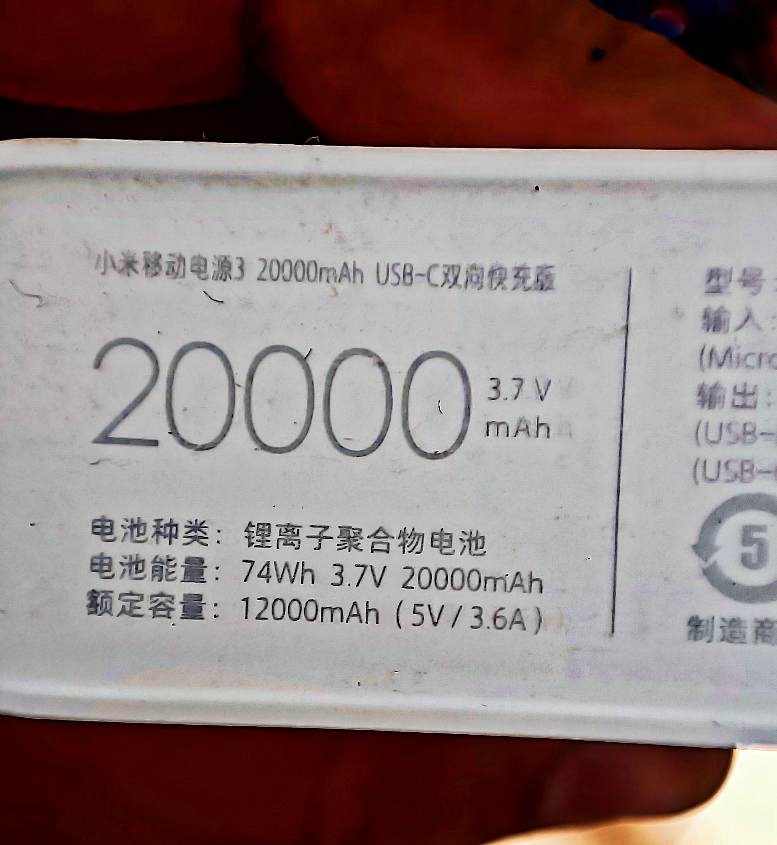 小米移动电源3 20000mAh USB-C双向快充版
20000
3.7 V
mAh
电池种类：锂离子聚合物电池
电池能量：74Wh 3.7V 20000mAh
额定容量：12000mAh（5V / 3.6A）
型号
输入：
(Micro
输出：
(USB-
(USB-
5
制造商